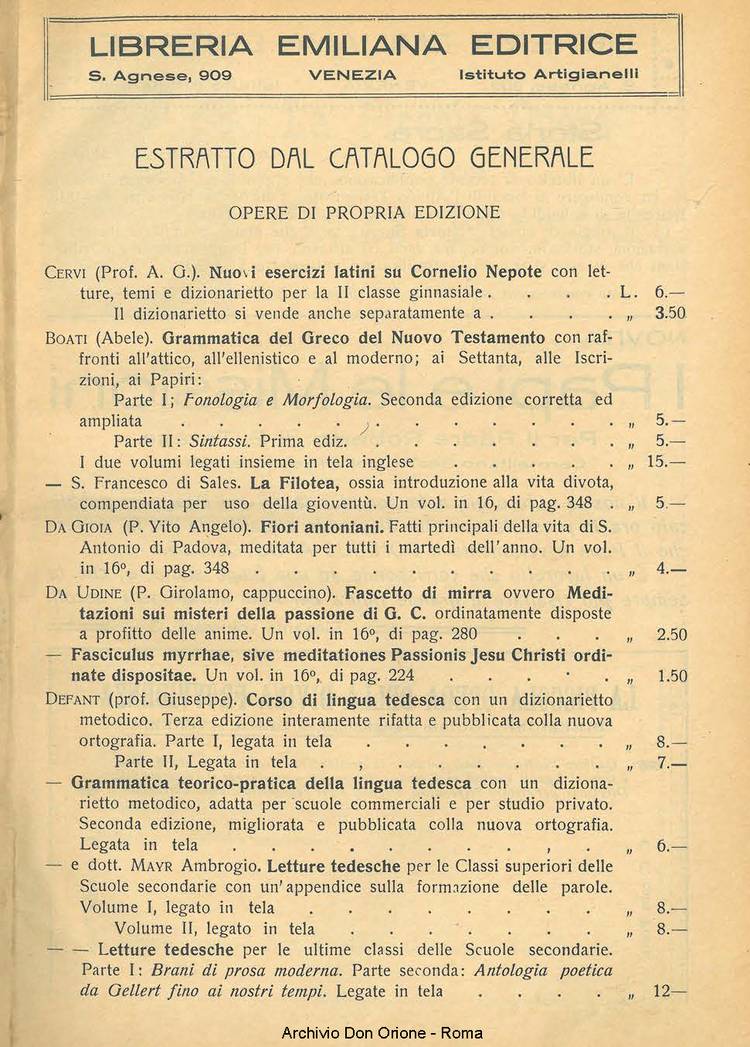 LIBRERIA EMILIANA EDITRICE
S. Agnese, 909 VENEZIA Istituto Artigianelli
ESTRATTO DAL CATALOGO GENERALE
OPERE DI PROPRIA EDIZIONE
CERVI (Prof. A. G.). Nuovi esercizi latini su Cornelio Nepote con let-
ture, temi e dizionarietto per la II classe ginnasiale . . . . L. 6.—
Il dizionarietto si vende anche separatamente a . . . . „ 3.50
BOATI (Abele). Grammatica del Greco del Nuovo Testamento con raf-
fronti all'attico, all'ellenistico e al moderno; ai Settanta, alle Iscri-
zioni, ai Papiri:
Parte I; Fonologia e Morfologia. Seconda edizione corretta ed
ampliata . . . . . . . . . . . . „ 5.—
Parte II: Sintassi. Prima ediz. . . . . . . . „ 5.—
I due volumi legati insieme in tela inglese . . . . . „ 15.—
— S. Francesco di Sales. La Filotea, ossia introduzione alla vita divota,
compendiata per uso della gioventù. Un vol. in 16, di pag. 348 . „ 5.—
DA GIOIA (P. Vito Angelo). Fiori antoniani. Fatti principali della vita di S.
Antonio di Padova, meditata per tutti i martedì dell'anno. Un vol.
in 16º, di pag. 348 . . . . . . . . . . „ 4.—
DA UDINE (P. Girolamo, cappuccino). Fascetto di mirra ovvero Medi-
tazioni sui misteri della passione di G. C. ordinatamente disposte
a profitto delle anime. Un vol. in 16º, di pag. 280 . . . „ 2.50
— Fasciculus myrrhae, sive meditationes Passionis Jesu Christi ordi-
nate dispositae. Un vol. in 16º, di pag. 224 . . . . . „ 1.50
DEFANT (prof. Giuseppe). Corso di lingua tedesca con un dizionarietto
metodico. Terza edizione interamente rifatta e pubblicata colla nuova
ortografia. Parte I, legata in tela . . . . . . . „ 8.—
Parte II, Legata in tela . , . . . . . . „ 7.—
— Grammatica teorico-pratica della lingua tedesca con un diziona-
rietto metodico, adatta per scuole commerciali e per studio privato.
Seconda edizione, migliorata e pubblicata colla nuova ortografia.
Legata in tela . . . . . . . . , . „ 6.—
— e dott. MAYR Ambrogio. Letture tedesche per le Classi superiori delle
Scuole secondarie con un'appendice sulla formazione delle parole.
Volume I, legato in tela . . . . . . . . „ 8.—
Volume II, legato in tela . . . . . . . „ 8.—
— — Letture tedesche per le ultime classi delle Scuole secondarie.
Parte I: Brani di prosa moderna. Parte seconda: Antologia poetica
da Gellert fino ai nostri tempi. Legate in tela . . . . „ 12—
Archivio Don Orione - Roma